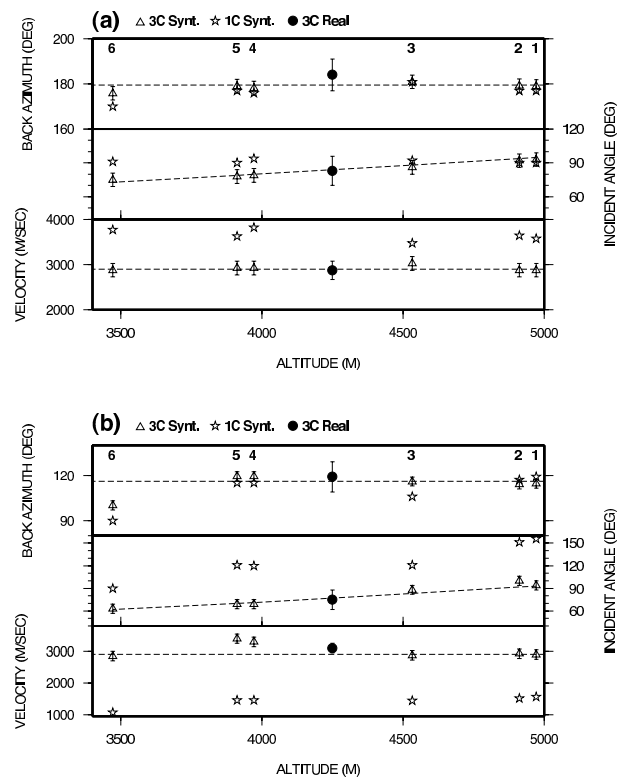 (a) △ 3C Synt. ☆ 1C Synt. ● 3C Real
BACK AZIMUTH (DEG)
200
180
160
6 5 4 3 2 1
INCIDENT ANGLE (DEG)
120
90
60
VELOCITY (M/SEC)
4000
3000
2000
3500 4000 4500 5000
ALTITUDE (M)
(b) △ 3C Synt. ☆ 1C Synt. ● 3C Real
BACK AZIMUTH (DEG)
120
90
6 5 4 3 2 1
INCIDENT ANGLE (DEG)
150
120
90
60
VELOCITY (M/SEC)
3000
2000
1000
3500 4000 4500 5000
ALTITUDE (M)